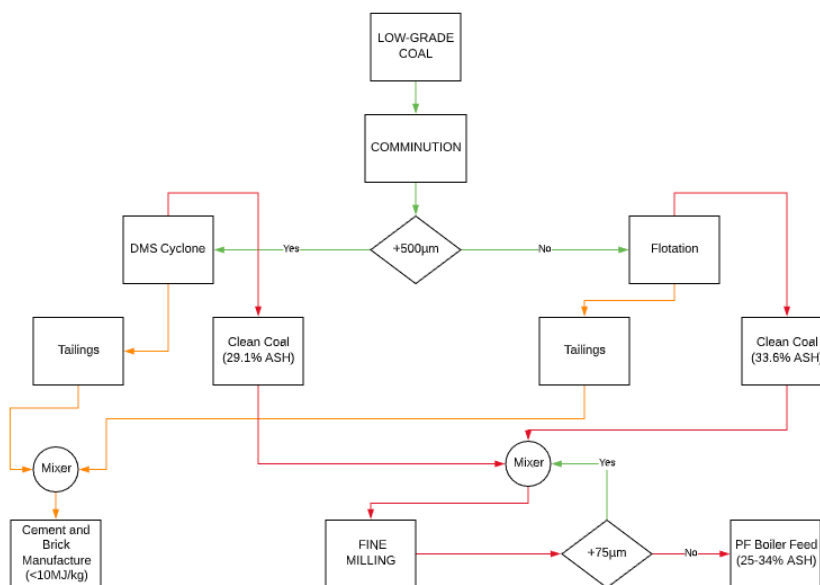 LOW-GRADE
COAL
COMMINUTION
DMS Cyclone
Yes
+500µm
No
Flotation
Tailings
Clean Coal
(29.1% ASH)
Tailings
Clean Coal
(33.6% ASH)
Mixer
Mixer
Yes
Cement and
Brick
Manufacture
(<10MJ/kg)
FINE
MILLING
+75µm
No
PF Boiler Feed
(25-34% ASH)